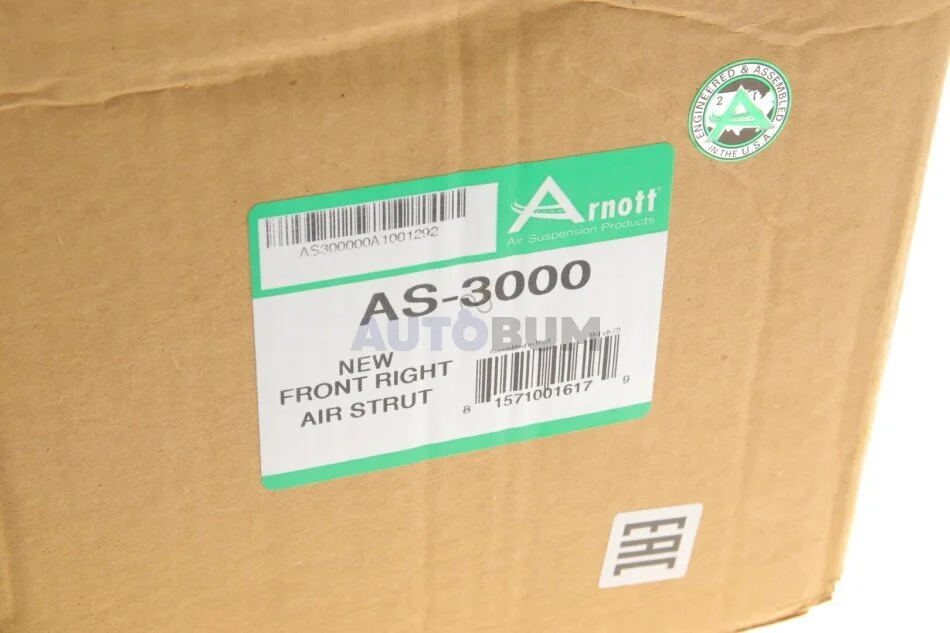 ENGINEERED & ASSEMBLED
2
IN THE U.S.A.
Arnott
Air Suspension Products
AS300000A1001292
AS-3000
AUTOBUM
NEW
FRONT RIGHT
AIR STRUT
8 1571001617 9
EAC